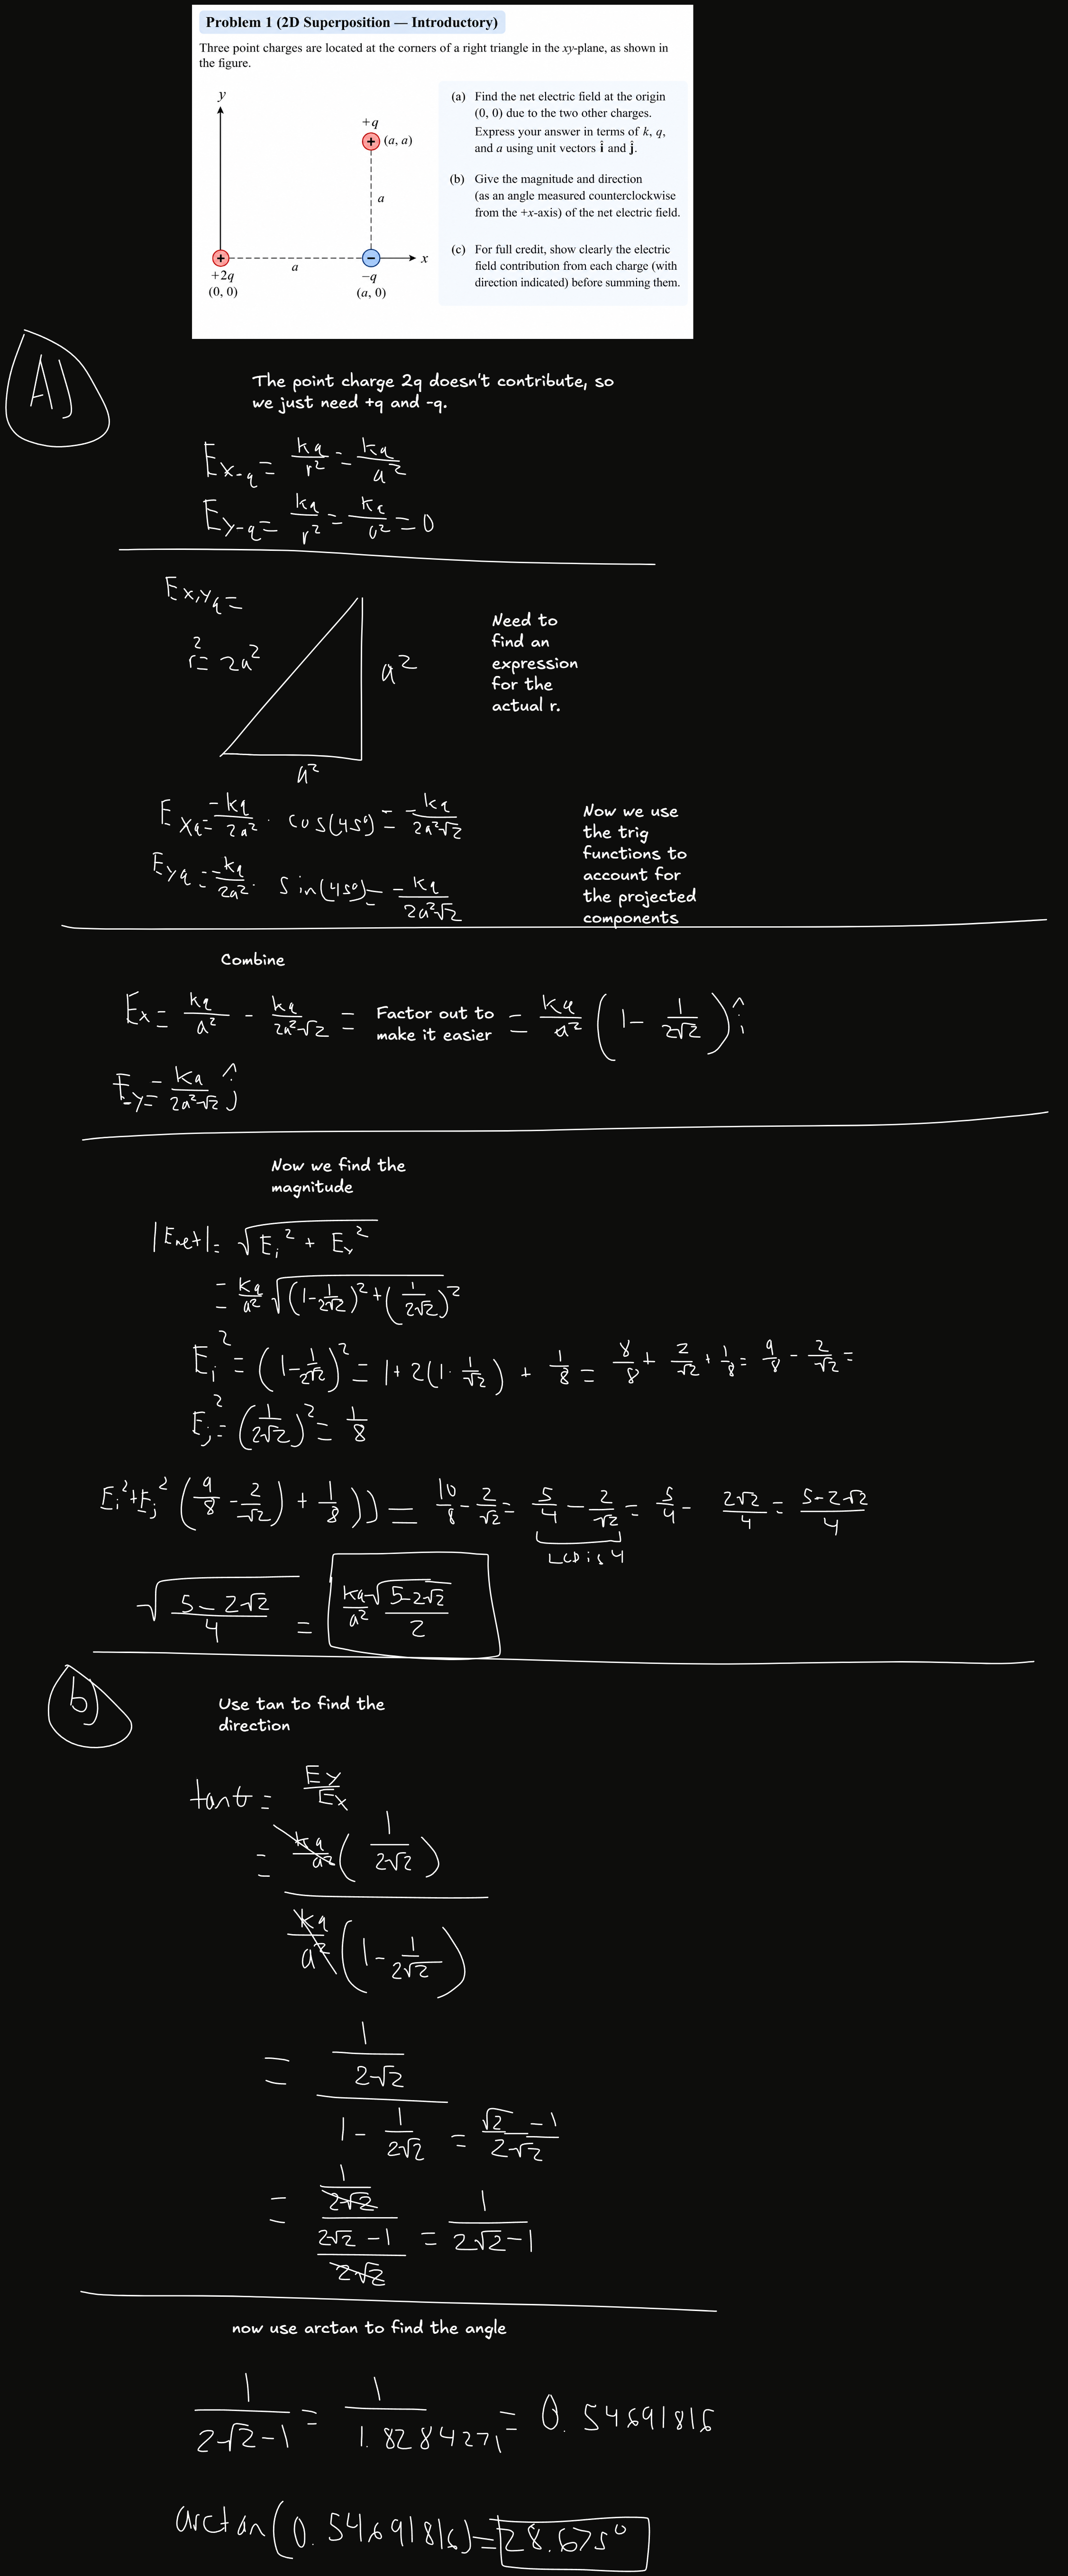 Problem 1 (2D Superposition — Introductory)
Three point charges are located at the corners of a right triangle in the xy-plane, as shown in
the figure.
y
+q
+ (a, a)
a
+ − x
a
+2q −q
(0, 0) (a, 0)
(a) Find the net electric field at the origin
(0, 0) due to the two other charges.
Express your answer in terms of k, q,
and a using unit vectors î and ĵ.
(b) Give the magnitude and direction
(as an angle measured counterclockwise
from the +x-axis) of the net electric field.
(c) For full credit, show clearly the electric
field contribution from each charge (with
direction indicated) before summing them.
A)
The point charge 2q doesn't contribute, so
we just need +q and -q.
Ex-q = kq/r² = kq/a²
Ey-q = kq/r² = kq/a² = 0
Ex,yq =
r² = 2a²
a²
a²
Need to
find an
expression
for the
actual r.
Exq = -kq/2a² · cos(45°) = -kq/2a²√2
Eyq = -kq/2a² · sin(45°) = -kq/2a²√2
Now we use
the trig
functions to
account for
the projected
components
Combine
Ex = kq/a² - kq/2a²√2 = Factor out to
make it easier = kq/a² (1 - 1/2√2) î
Ey = -kq/2a²√2 ĵ
Now we find the
magnitude
|Enet| = √Ei² + Ey²
= kq/a² √(1-1/2√2)² + (1/2√2)²
Ei² = (1-1/2√2)² = 1+2(1·1/√2) + 1/8 = 8/8 + 2/√2 + 1/8 = 9/8 - 2/√2 =
Ej² = (1/2√2)² = 1/8
Ei²+Ej² (9/8 - 2/√2) + 1/8)) = 10/8 - 2/√2 = 5/4 - 2/√2 = 5/4 - 2√2/4 = 5-2√2/4
LCD is 4
√5-2√2/4 = kq/a² √5-2√2/2
b)
Use tan to find the
direction
tanθ = Ey/Ex
= kq/a² (1/2√2)
kq/a² (1 - 1/2√2)
= 1/2√2
1 - 1/2√2 = √2-1/2√2
= 1/2√2
2√2-1/2√2 = 1/2√2-1
now use arctan to find the angle
1/2√2-1 = 1/1.8284271 = 0.54691816
arctan(0.54691816) = 28.675°